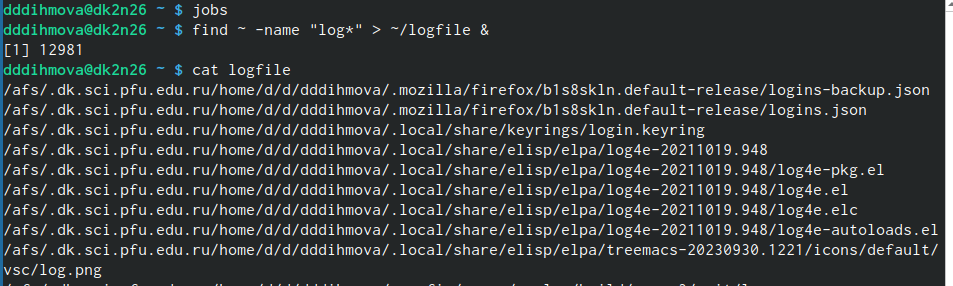 dddihmova@dk2n26 ~ $ jobs
dddihmova@dk2n26 ~ $ find ~ -name "log*" > ~/logfile &
[1] 12981
dddihmova@dk2n26 ~ $ cat logfile
/afs/.dk.sci.pfu.edu.ru/home/d/d/dddihmova/.mozilla/firefox/b1s8skln.default-release/logins-backup.json
/afs/.dk.sci.pfu.edu.ru/home/d/d/dddihmova/.mozilla/firefox/b1s8skln.default-release/logins.json
/afs/.dk.sci.pfu.edu.ru/home/d/d/dddihmova/.local/share/keyrings/login.keyring
/afs/.dk.sci.pfu.edu.ru/home/d/d/dddihmova/.local/share/elisp/elpa/log4e-20211019.948
/afs/.dk.sci.pfu.edu.ru/home/d/d/dddihmova/.local/share/elisp/elpa/log4e-20211019.948/log4e-pkg.el
/afs/.dk.sci.pfu.edu.ru/home/d/d/dddihmova/.local/share/elisp/elpa/log4e-20211019.948/log4e.el
/afs/.dk.sci.pfu.edu.ru/home/d/d/dddihmova/.local/share/elisp/elpa/log4e-20211019.948/log4e.elc
/afs/.dk.sci.pfu.edu.ru/home/d/d/dddihmova/.local/share/elisp/elpa/log4e-20211019.948/log4e-autoloads.el
/afs/.dk.sci.pfu.edu.ru/home/d/d/dddihmova/.local/share/elisp/elpa/treemacs-20230930.1221/icons/default/
vsc/log.png